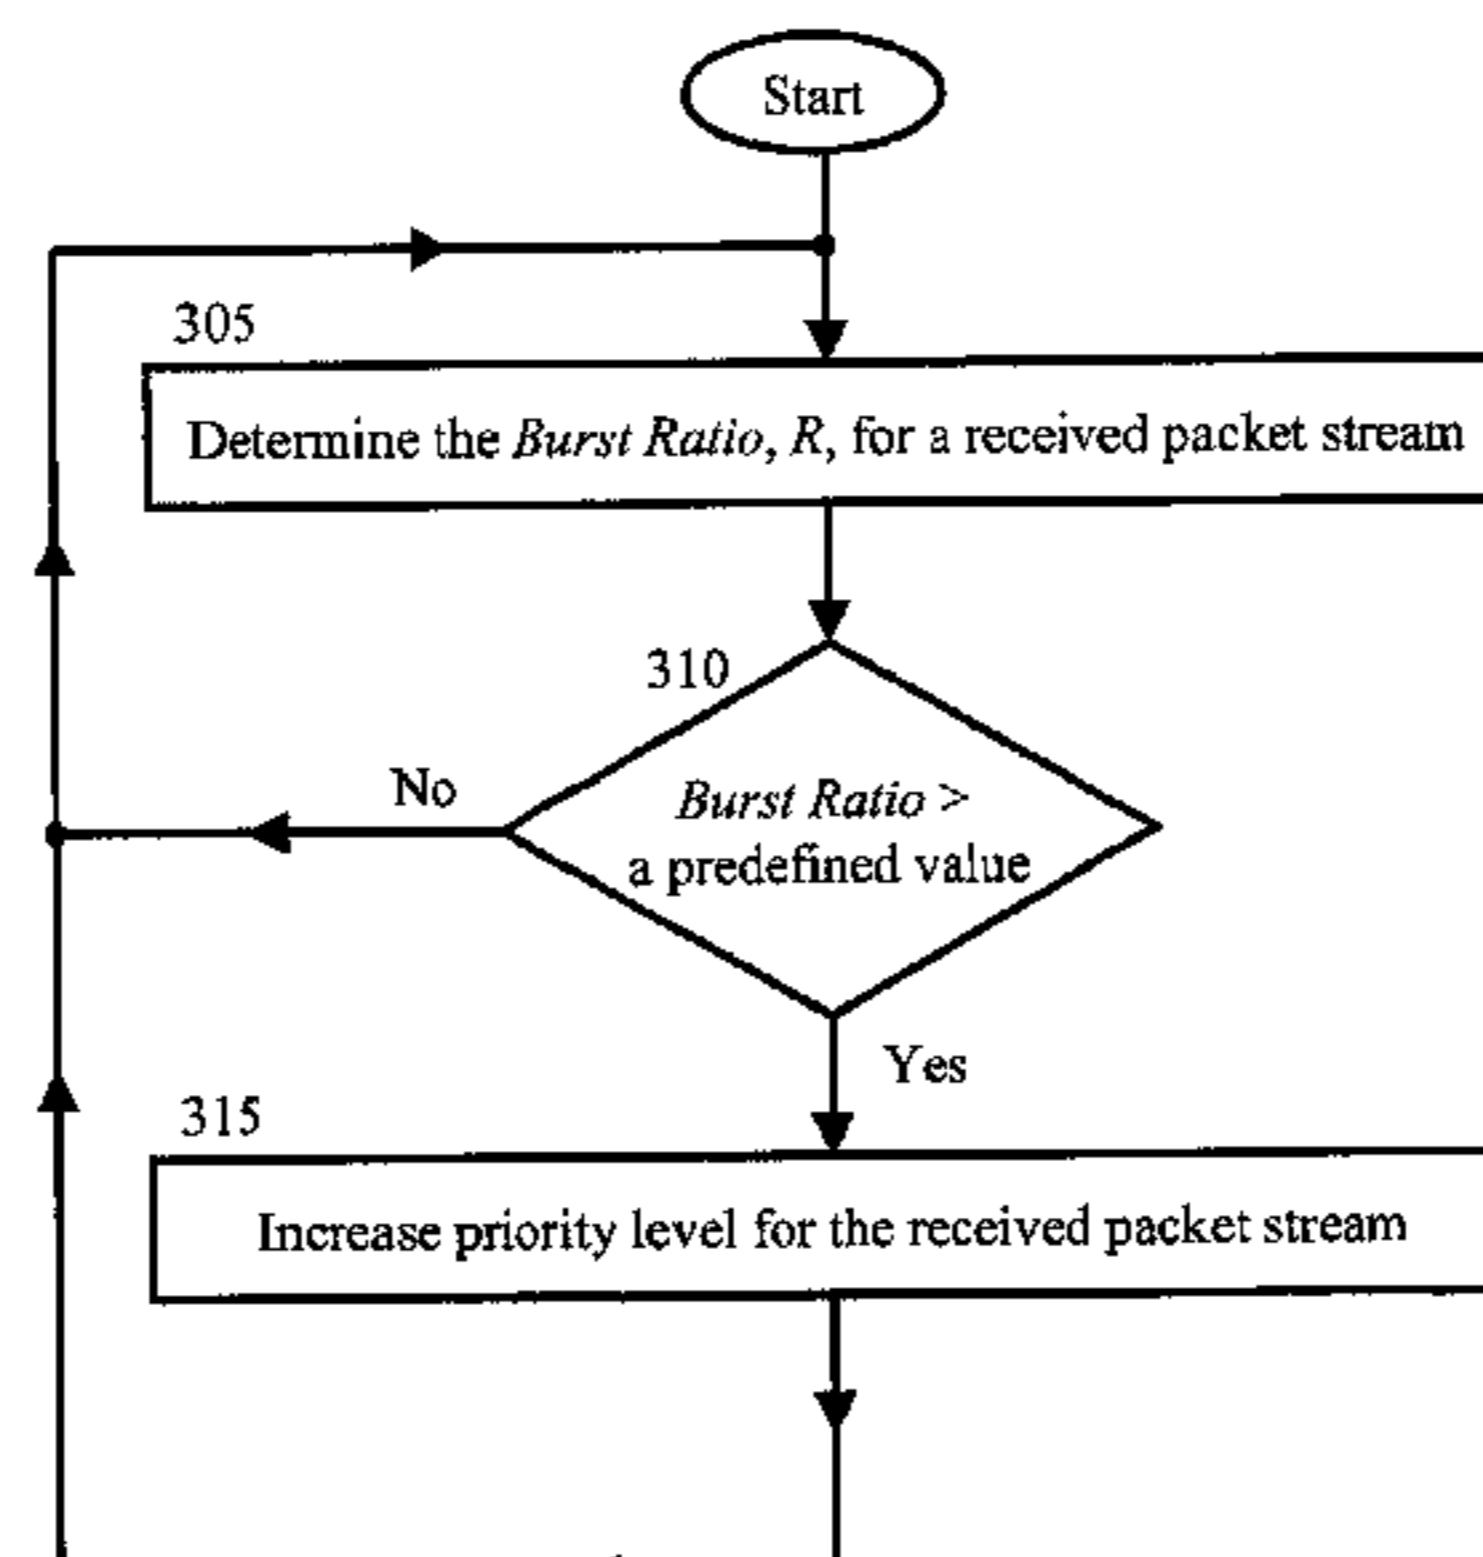 Start
305
Determine the Burst Ratio, R, for a received packet stream
310
No
Burst Ratio >
a predefined value
Yes
315
Increase priority level for the received packet stream